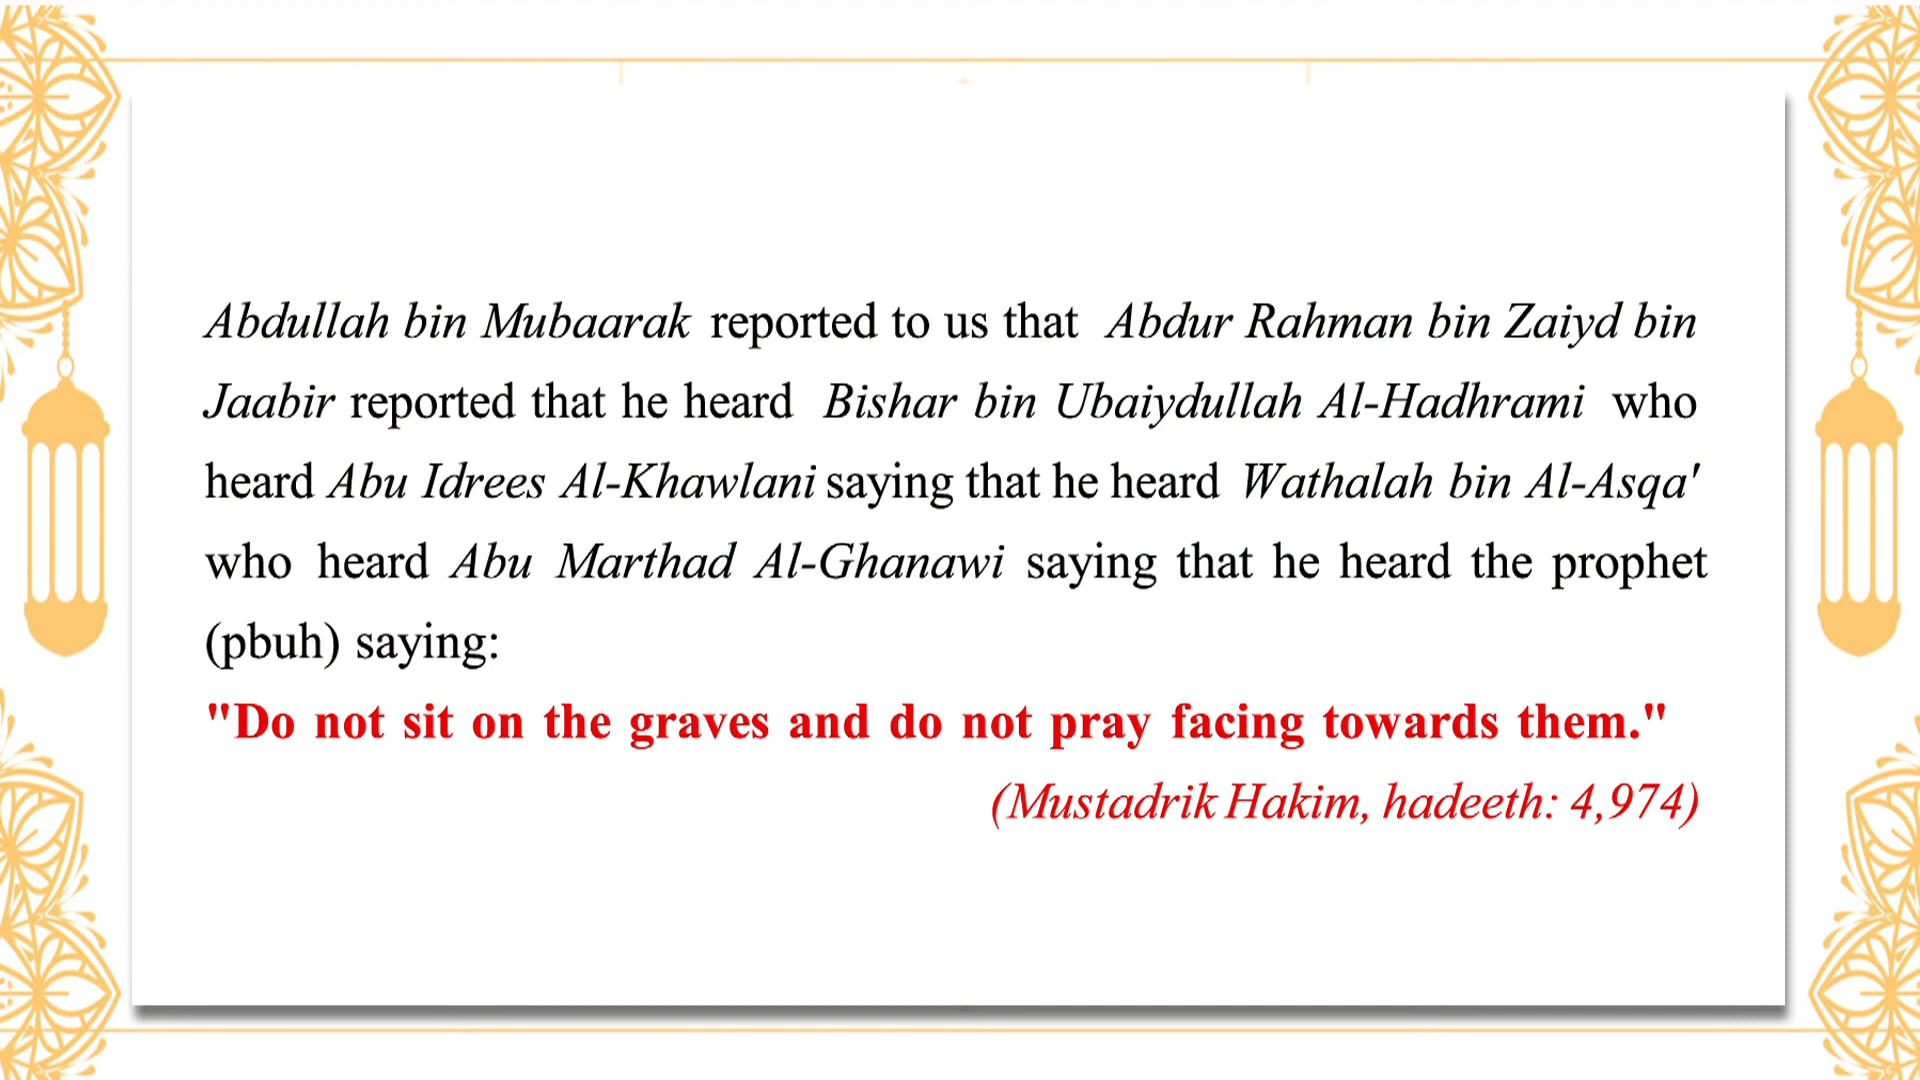 Abdullah bin Mubaarak reported to us that Abdur Rahman bin Zaiyd bin
Jaabir reported that he heard Bishar bin Ubaiydullah Al-Hadhrami who
heard Abu Idrees Al-Khawlani saying that he heard Wathalah bin Al-Asqa'
who heard Abu Marthad Al-Ghanawi saying that he heard the prophet
(pbuh) saying:
"Do not sit on the graves and do not pray facing towards them."
(Mustadrik Hakim, hadeeth: 4,974)